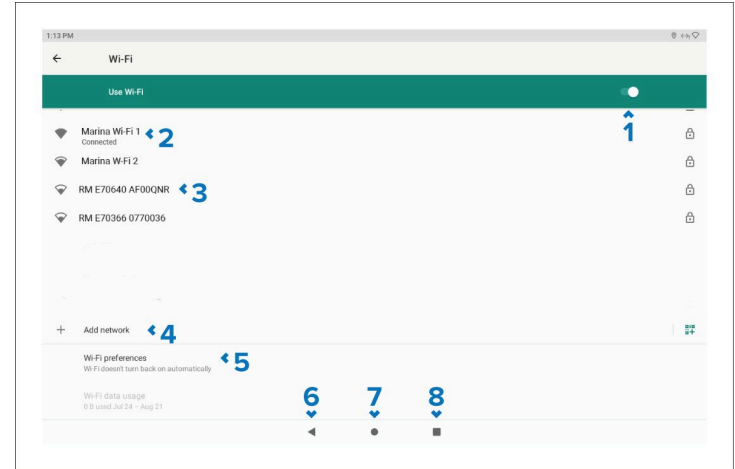 1:13 PM
Wi-Fi
Use Wi-Fi
1
Marina Wi-Fi 1
2
Connected
Marina W-Fi 2
RM E70640 AF00QNR
3
RM E70366 0770036
Add network
4
Wi-Fi preferences
5
Wi-Fi doesn't turn back on automatically
Wi-Fi data usage
0 B used Jul 24 – Aug 21
6 7 8